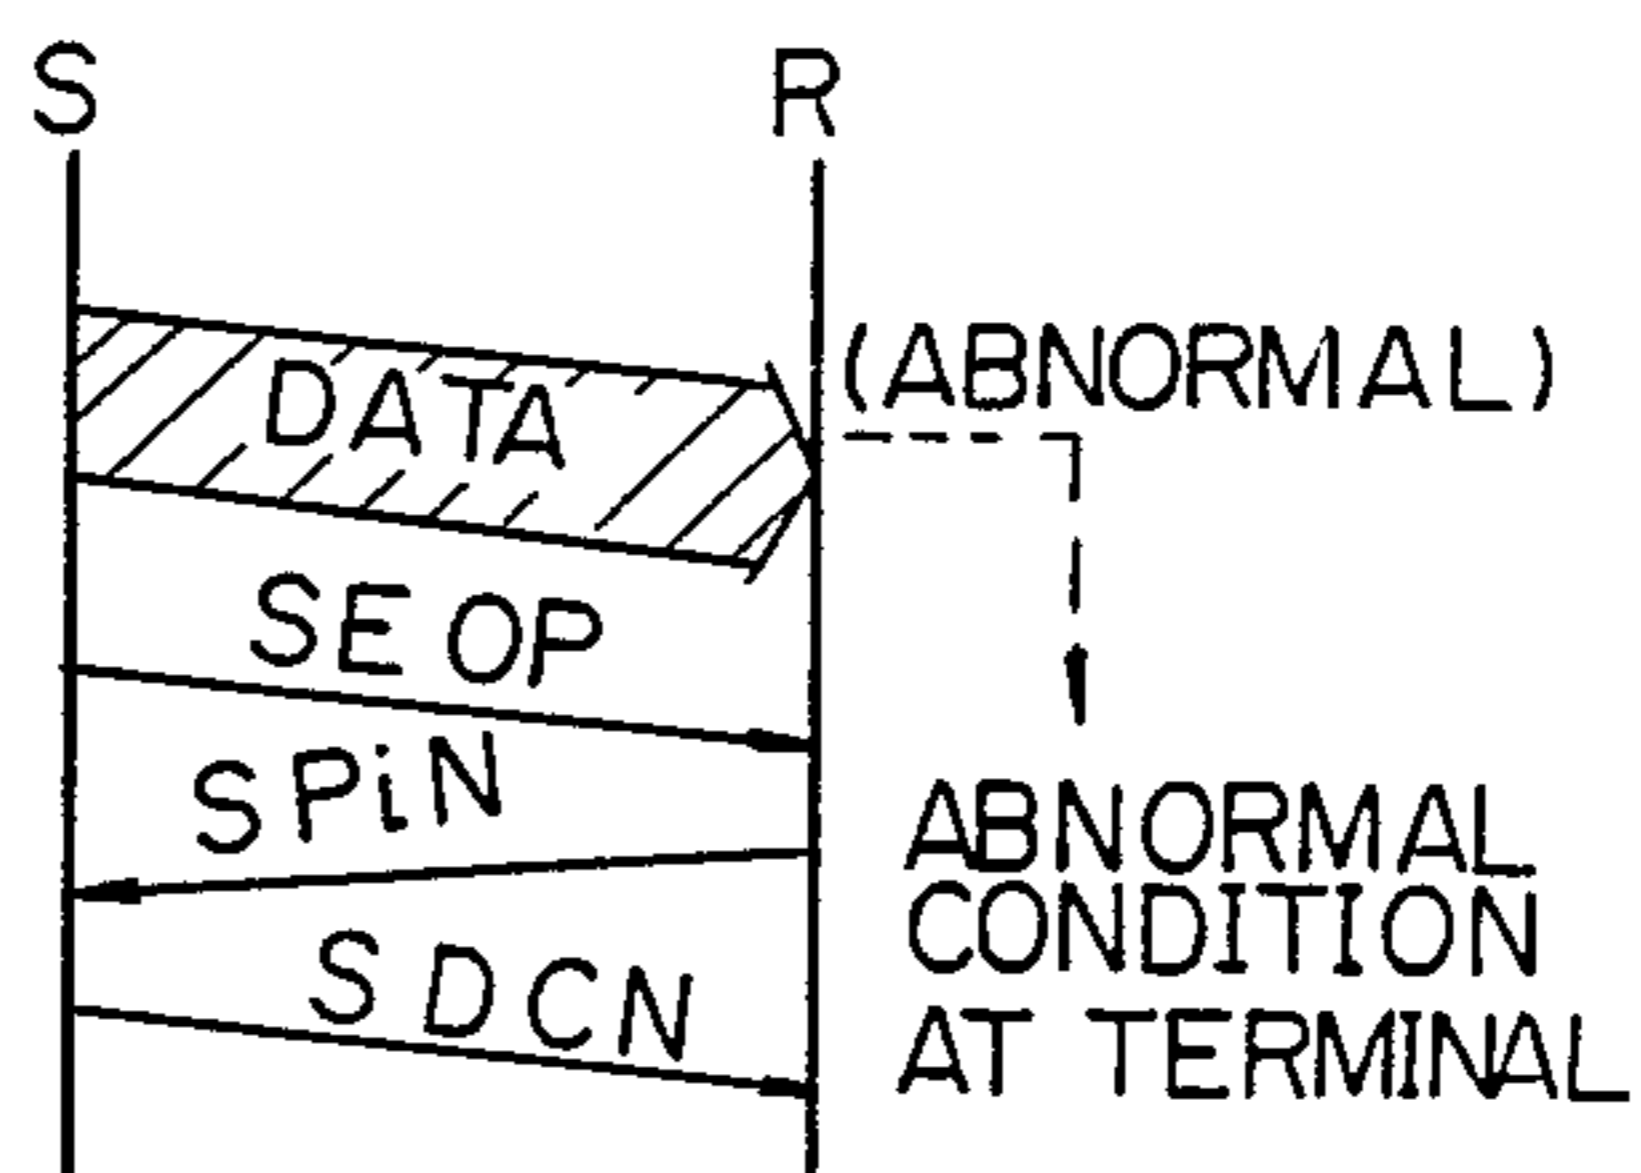 S
R
(ABNORMAL)
DATA
SEOP
SPiN
ABNORMAL
CONDITION
AT TERMINAL
SDCN